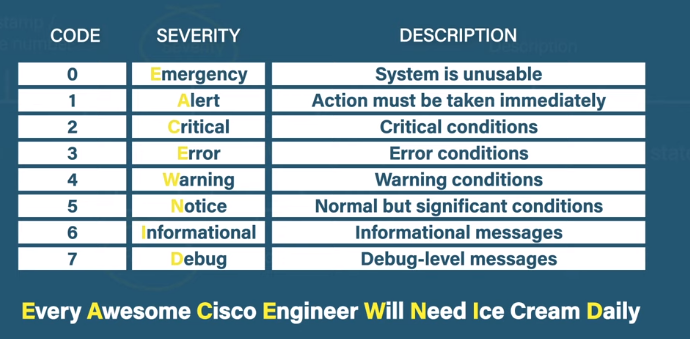 CODE SEVERITY DESCRIPTION
0 Emergency System is unusable
1 Alert Action must be taken immediately
2 Critical Critical conditions
3 Error Error conditions
4 Warning Warning conditions
5 Notice Normal but significant conditions
6 Informational Informational messages
7 Debug Debug-level messages
Every Awesome Cisco Engineer Will Need Ice Cream Daily